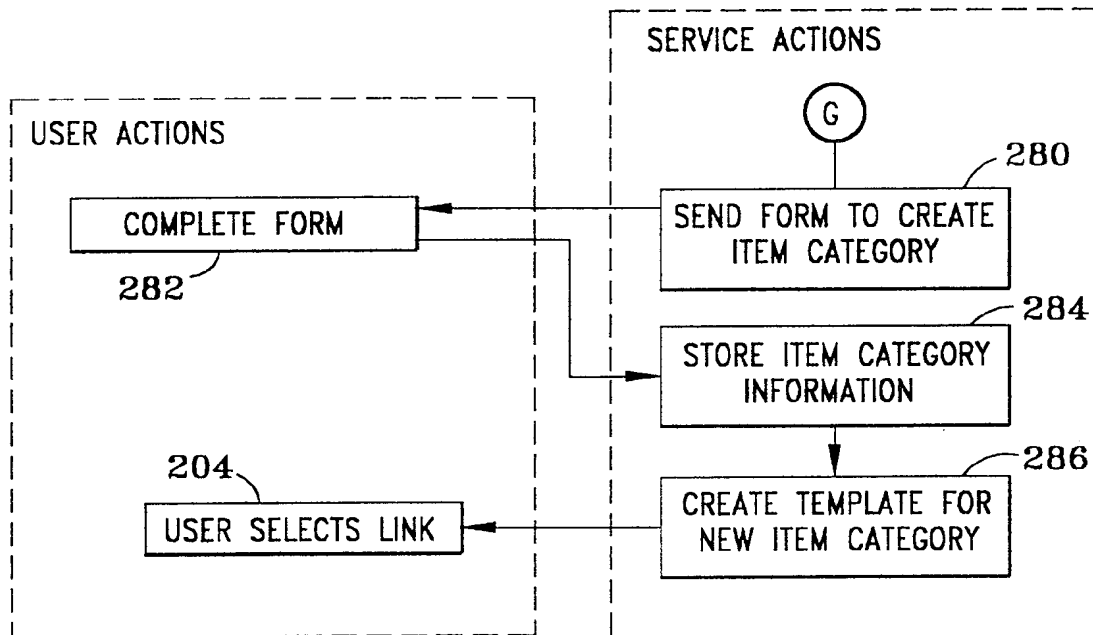 SERVICE ACTIONS
G
USER ACTIONS
280
SEND FORM TO CREATE
ITEM CATEGORY
COMPLETE FORM
282
284
STORE ITEM CATEGORY
INFORMATION
204
USER SELECTS LINK
286
CREATE TEMPLATE FOR
NEW ITEM CATEGORY